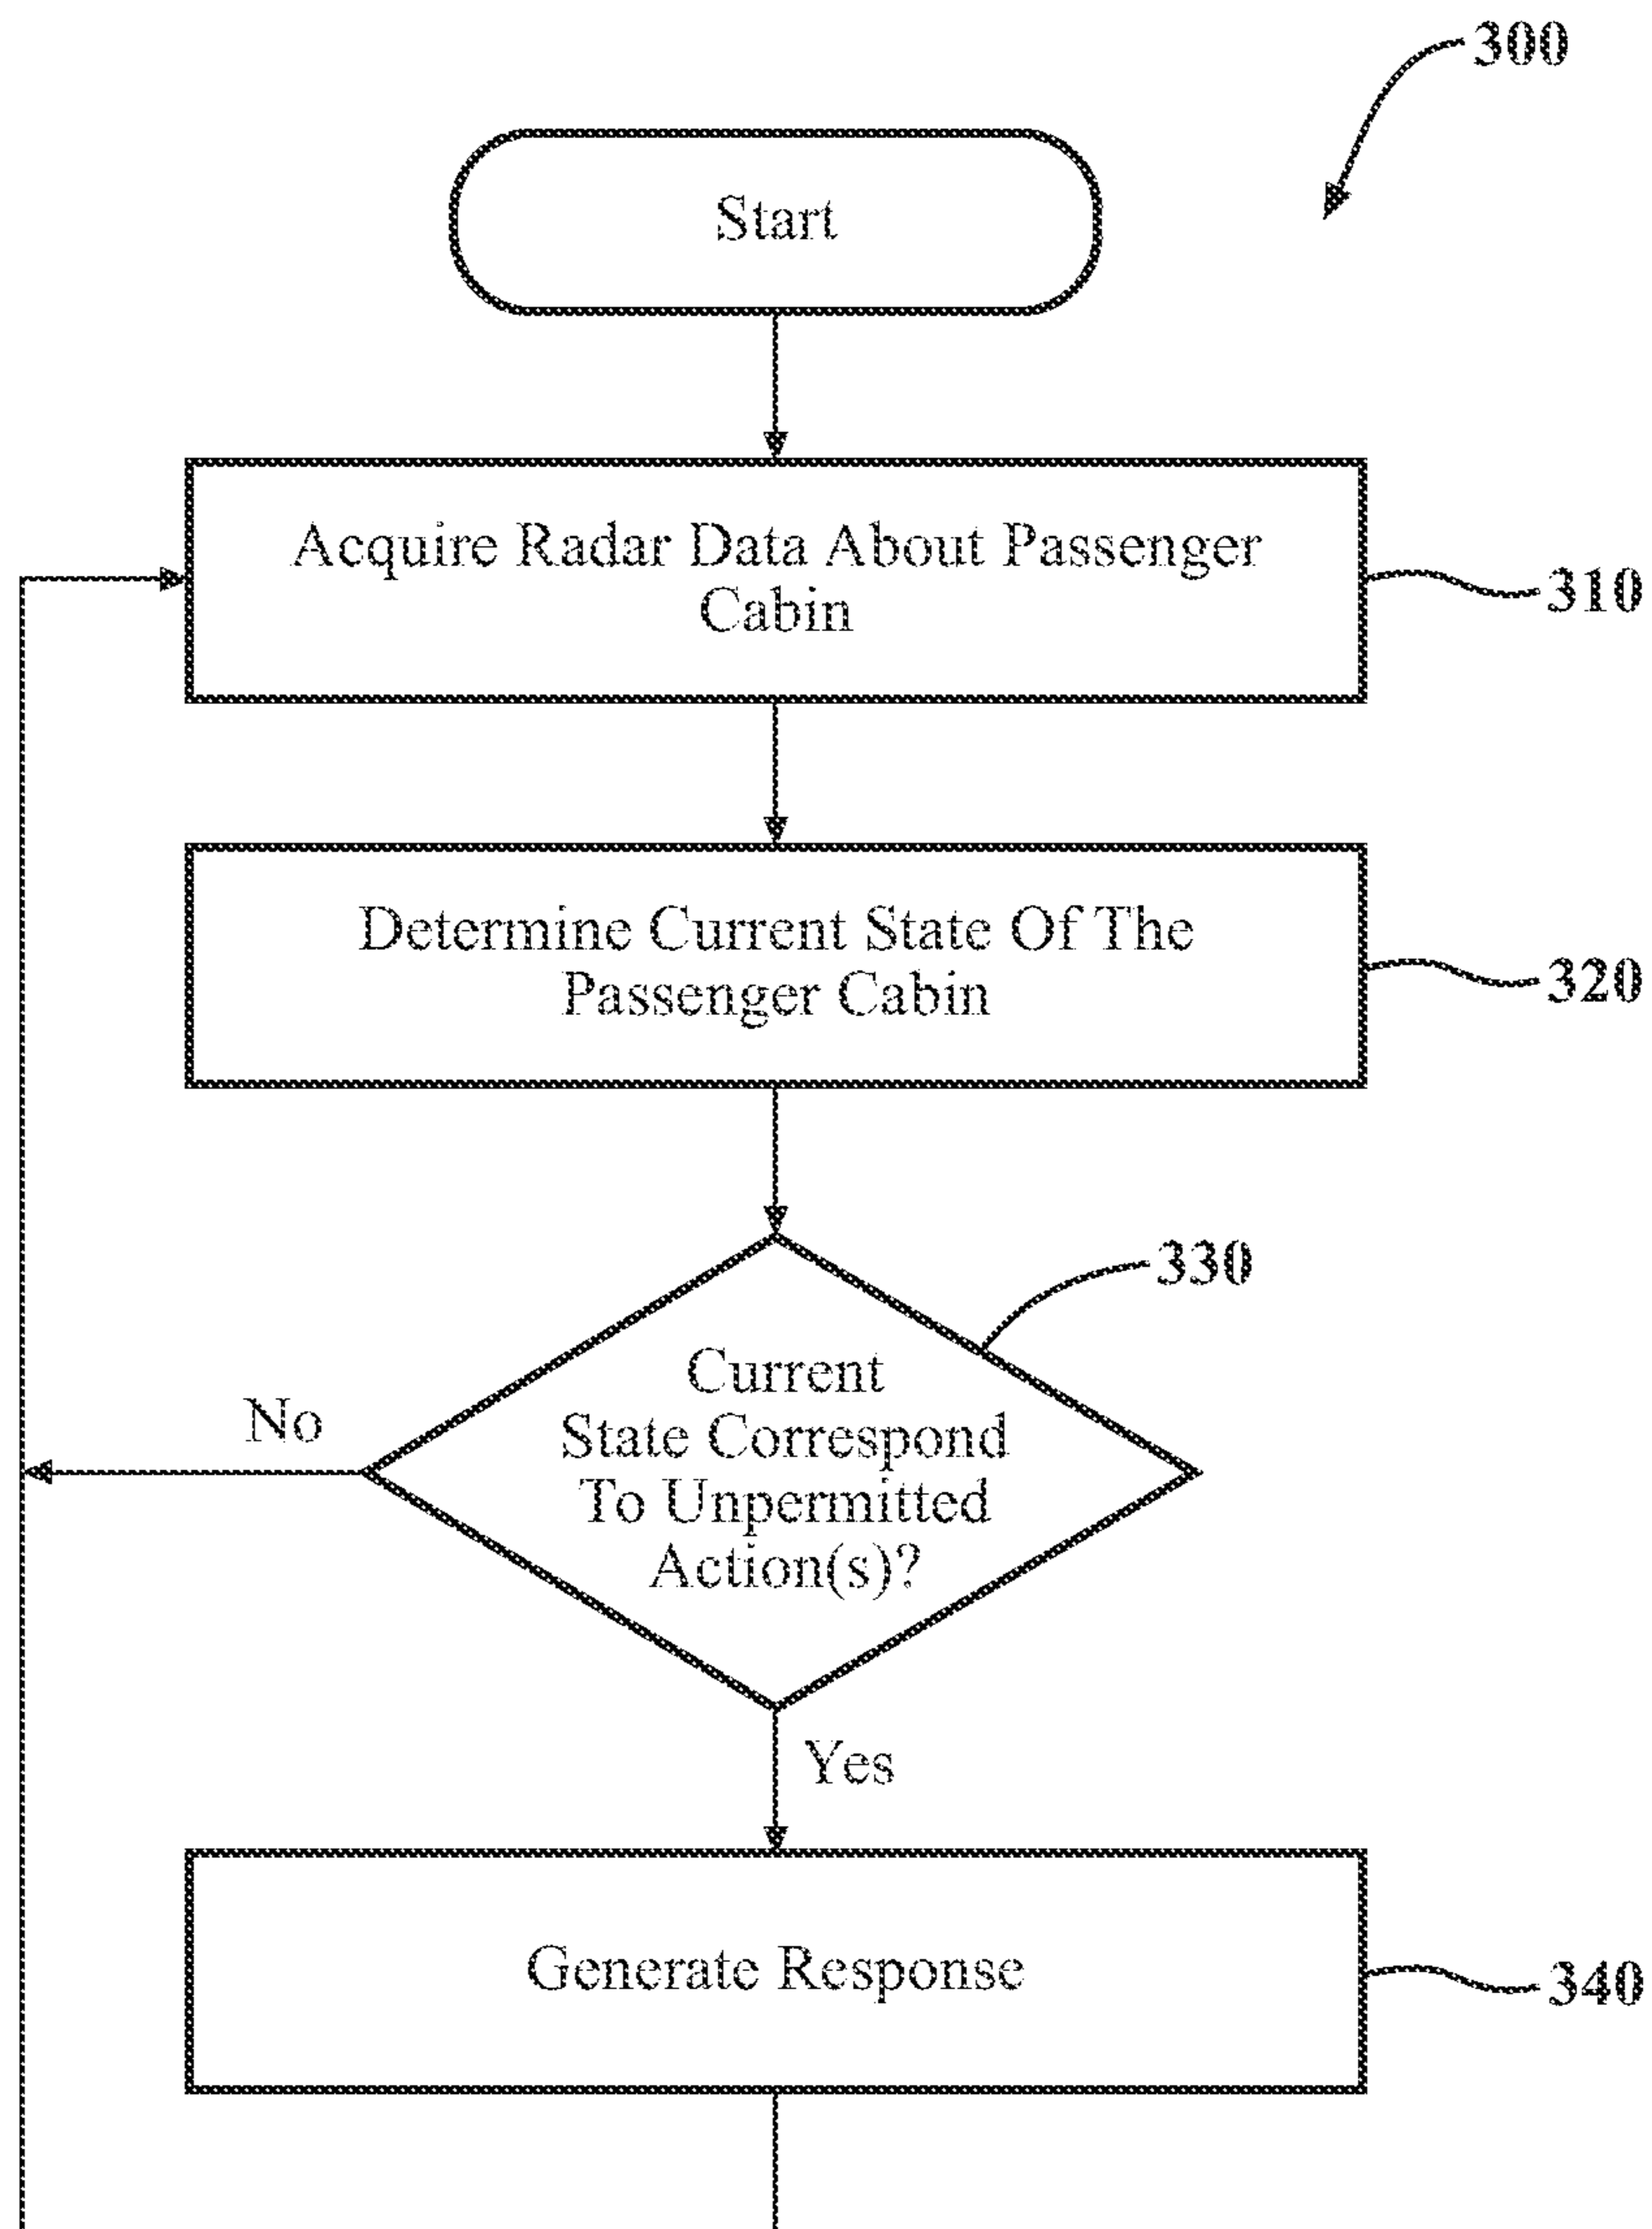 300
Start
Acquire Radar Data About Passenger
Cabin
310
Determine Current State Of The
Passenger Cabin
320
330
Current
State Correspond
To Unpermitted
Action(s)?
No
Yes
Generate Response
340